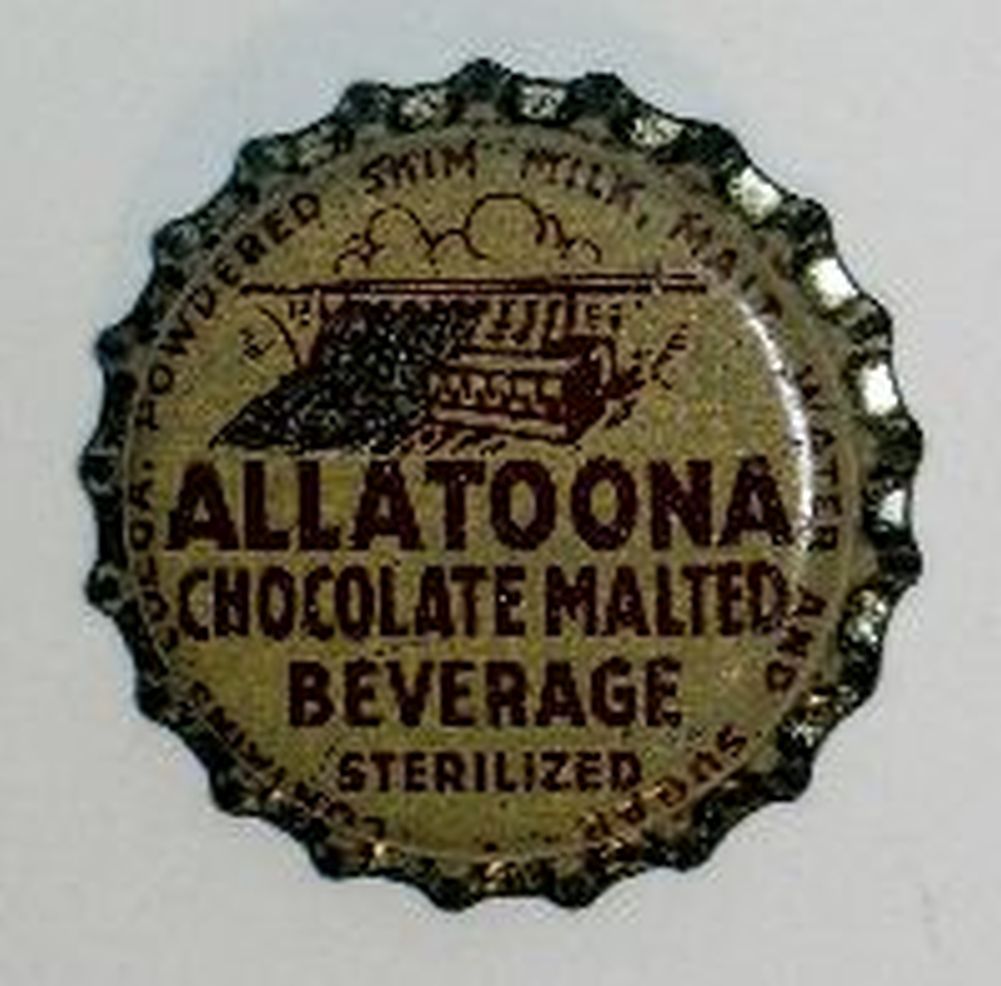 ALLATOONA
CHOCOLATE MALTED
BEVERAGE
STERILIZED
CONTAINS COCOA, POWDERED SKIM MILK, MALT, WATER AND SUGAR